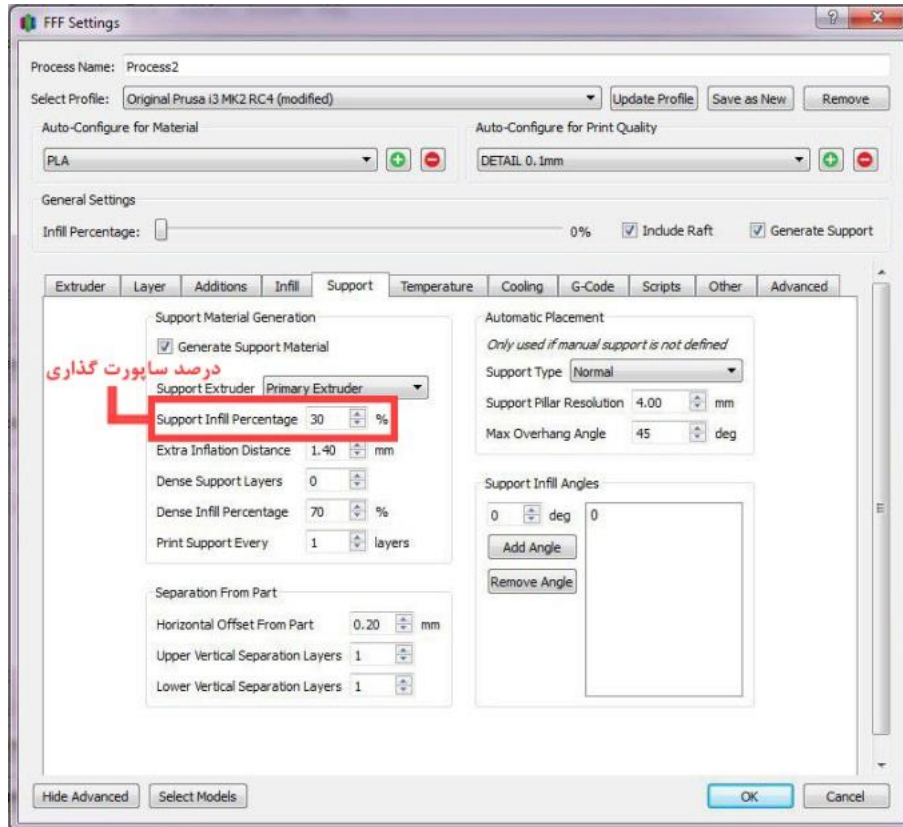 FFF Settings
Process Name: Process2
Select Profile: Original Prusa i3 MK2 RC4 (modified) Update Profile Save as New Remove
Auto-Configure for Material Auto-Configure for Print Quality
PLA DETAIL 0.1mm
General Settings
Infill Percentage: 0% Include Raft Generate Support
Extruder Layer Additions Infill Support Temperature Cooling G-Code Scripts Other Advanced
Support Material Generation
Generate Support Material
درصد ساپورت گذاری
Support Extruder Primary Extruder
Support Infill Percentage 30 %
Extra Inflation Distance 1.40 mm
Dense Support Layers 0
Dense Infill Percentage 70 %
Print Support Every 1 layers
Separation From Part
Horizontal Offset From Part 0.20 mm
Upper Vertical Separation Layers 1
Lower Vertical Separation Layers 1
Automatic Placement
Only used if manual support is not defined
Support Type Normal
Support Pillar Resolution 4.00 mm
Max Overhang Angle 45 deg
Support Infill Angles
0 deg 0
Add Angle
Remove Angle
Hide Advanced Select Models OK Cancel